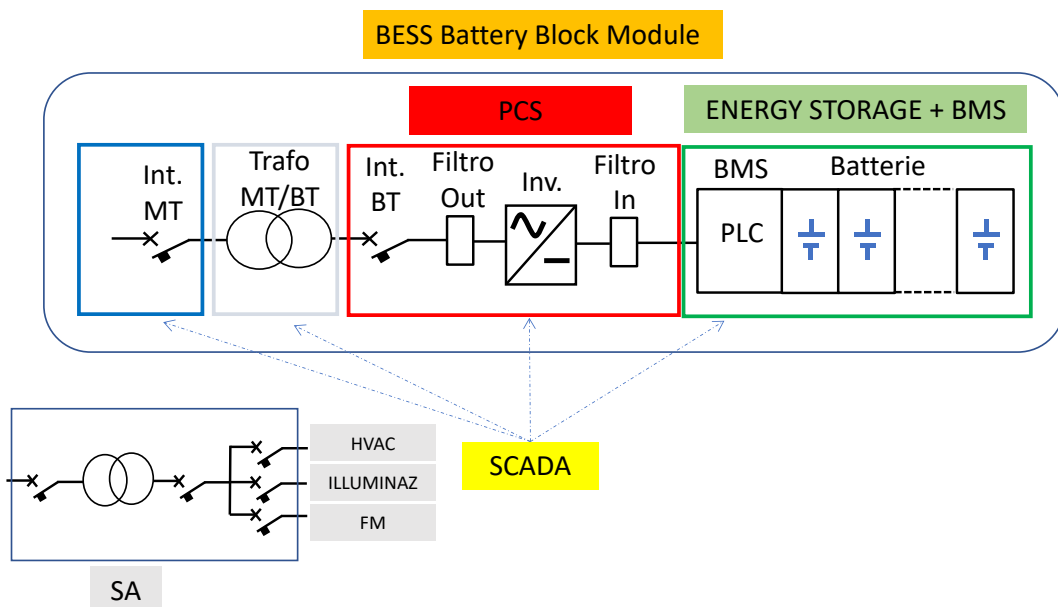 BESS Battery Block Module
PCS
ENERGY STORAGE + BMS
Int.
MT
Trafo
MT/BT
Int.
BT
Filtro
Out
Inv.
Filtro
In
BMS
Batterie
PLC
SCADA
HVAC
ILLUMINAZ
FM
SA